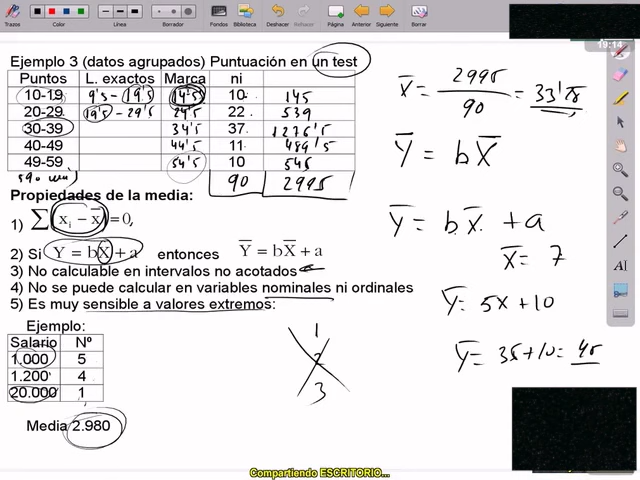 Trazos Color Línea Borrador Fondos Biblioteca Deshacer Rehacer Página Anterior Siguiente Borrar
19:14
Ejemplo 3 (datos agrupados) Puntuación en un test
Puntos L. exactos Marca ni
10-19 9'5 - 19'5 14'5 10 145
20-29 19'5 - 29'5 24'5 22 539
30-39 34'5 37 1276'5
40-49 44'5 11 489'5
49-59 54'5 10 545
90 2995
Propiedades de la media:
1) ∑ xᵢ − x̄ =0,
2) Si Y = bX + a entonces Y̅ = bX̅ + a
3) No calculable en intervalos no acotados
4) No se puede calcular en variables nominales ni ordinales
5) Es muy sensible a valores extremos:
Ejemplo:
Salario Nº
1.000 5
1.200 4
20.000 1
Media 2.980
1
2
3
X̅ = 2995 / 90 = 33'28
Y̅ = bX̅
Y̅ = bX̅ + a
X̅ = 7
Y̅ = 5x + 10
Y̅ = 35 + 10 = 45
AI
Compartiendo ESCRITORIO...